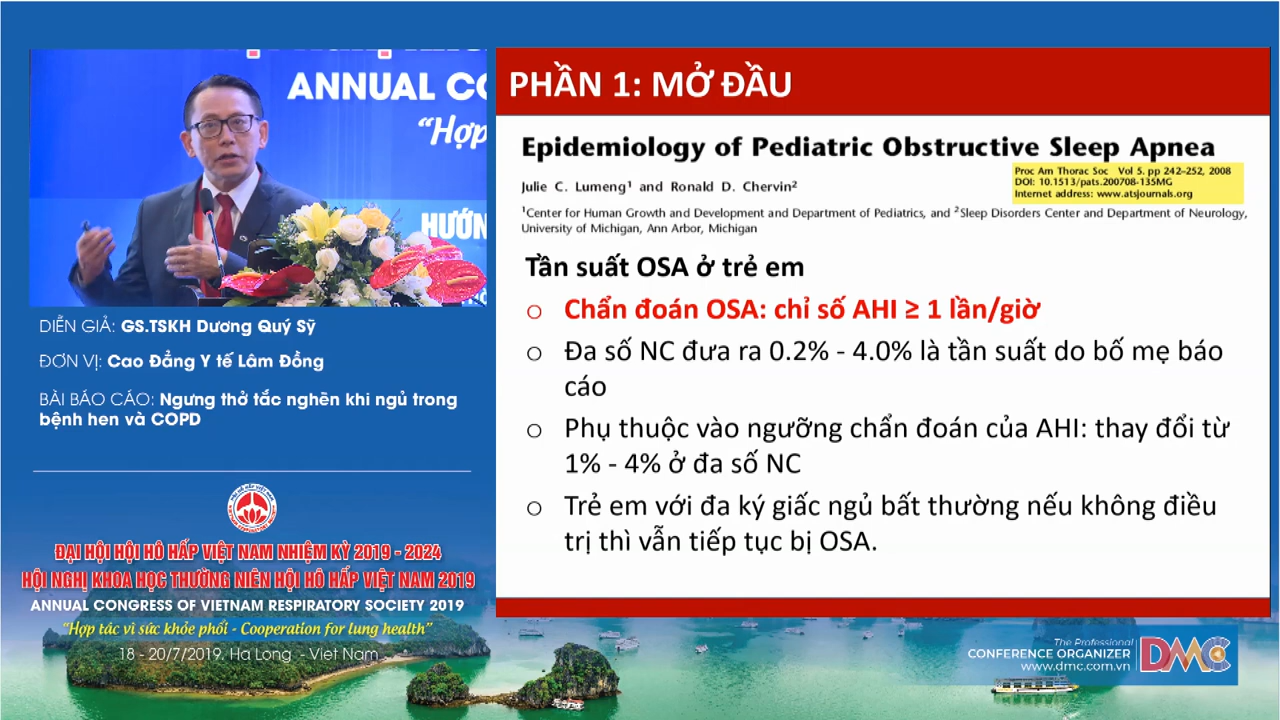 ANNUAL CO
“Hợp
HƯỚN
DIỄN GIẢ: GS.TSKH Dương Quý Sỹ
ĐƠN VỊ: Cao Đẳng Y tế Lâm Đồng
BÀI BÁO CÁO: Ngưng thở tắc nghẽn khi ngủ trong
bệnh hen và COPD
ĐẠI HỘI HỘI HÔ HẤP VIỆT NAM NHIỆM KỲ 2019 - 2024
HỘI NGHỊ KHOA HỌC THƯỜNG NIÊN HỘI HÔ HẤP VIỆT NAM 2019
ANNUAL CONGRESS OF VIETNAM RESPIRATORY SOCIETY 2019
“Hợp tác vì sức khỏe phổi - Cooperation for lung health”
18 - 20/7/2019. Ha Long - Viet Nam
PHẦN 1: MỞ ĐẦU
Epidemiology of Pediatric Obstructive Sleep Apnea
Proc Am Thorac Soc Vol 5. pp 242–252, 2008
DOI: 10.1513/pats.200708-135MG
Internet address: www.atsjournals.org
Julie C. Lumeng¹ and Ronald D. Chervin²
¹Center for Human Growth and Development and Department of Pediatrics, and ²Sleep Disorders Center and Department of Neurology,
University of Michigan, Ann Arbor, Michigan
Tần suất OSA ở trẻ em
o Chẩn đoán OSA: chỉ số AHI ≥ 1 lần/giờ
o Đa số NC đưa ra 0.2% - 4.0% là tần suất do bố mẹ báo
cáo
o Phụ thuộc vào ngưỡng chẩn đoán của AHI: thay đổi từ
1% - 4% ở đa số NC
o Trẻ em với đa ký giấc ngủ bất thường nếu không điều
trị thì vẫn tiếp tục bị OSA.
The Professional
CONFERENCE ORGANIZER
www.dmc.com.vn
DMC